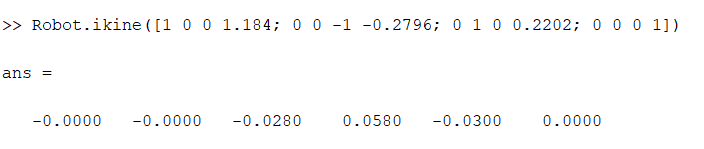 >> Robot.ikine([1 0 0 1.184; 0 0 -1 -0.2796; 0 1 0 0.2202; 0 0 0 1])
ans =
-0.0000 -0.0000 -0.0280 0.0580 -0.0300 0.0000